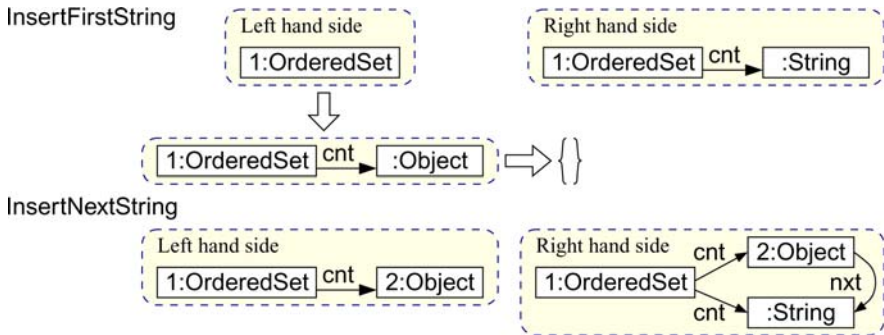 InsertFirstString
Left hand side
1:OrderedSet
Right hand side
1:OrderedSet cnt :String
1:OrderedSet cnt :Object
{}
InsertNextString
Left hand side
1:OrderedSet cnt 2:Object
Right hand side
1:OrderedSet
cnt 2:Object
nxt
cnt :String